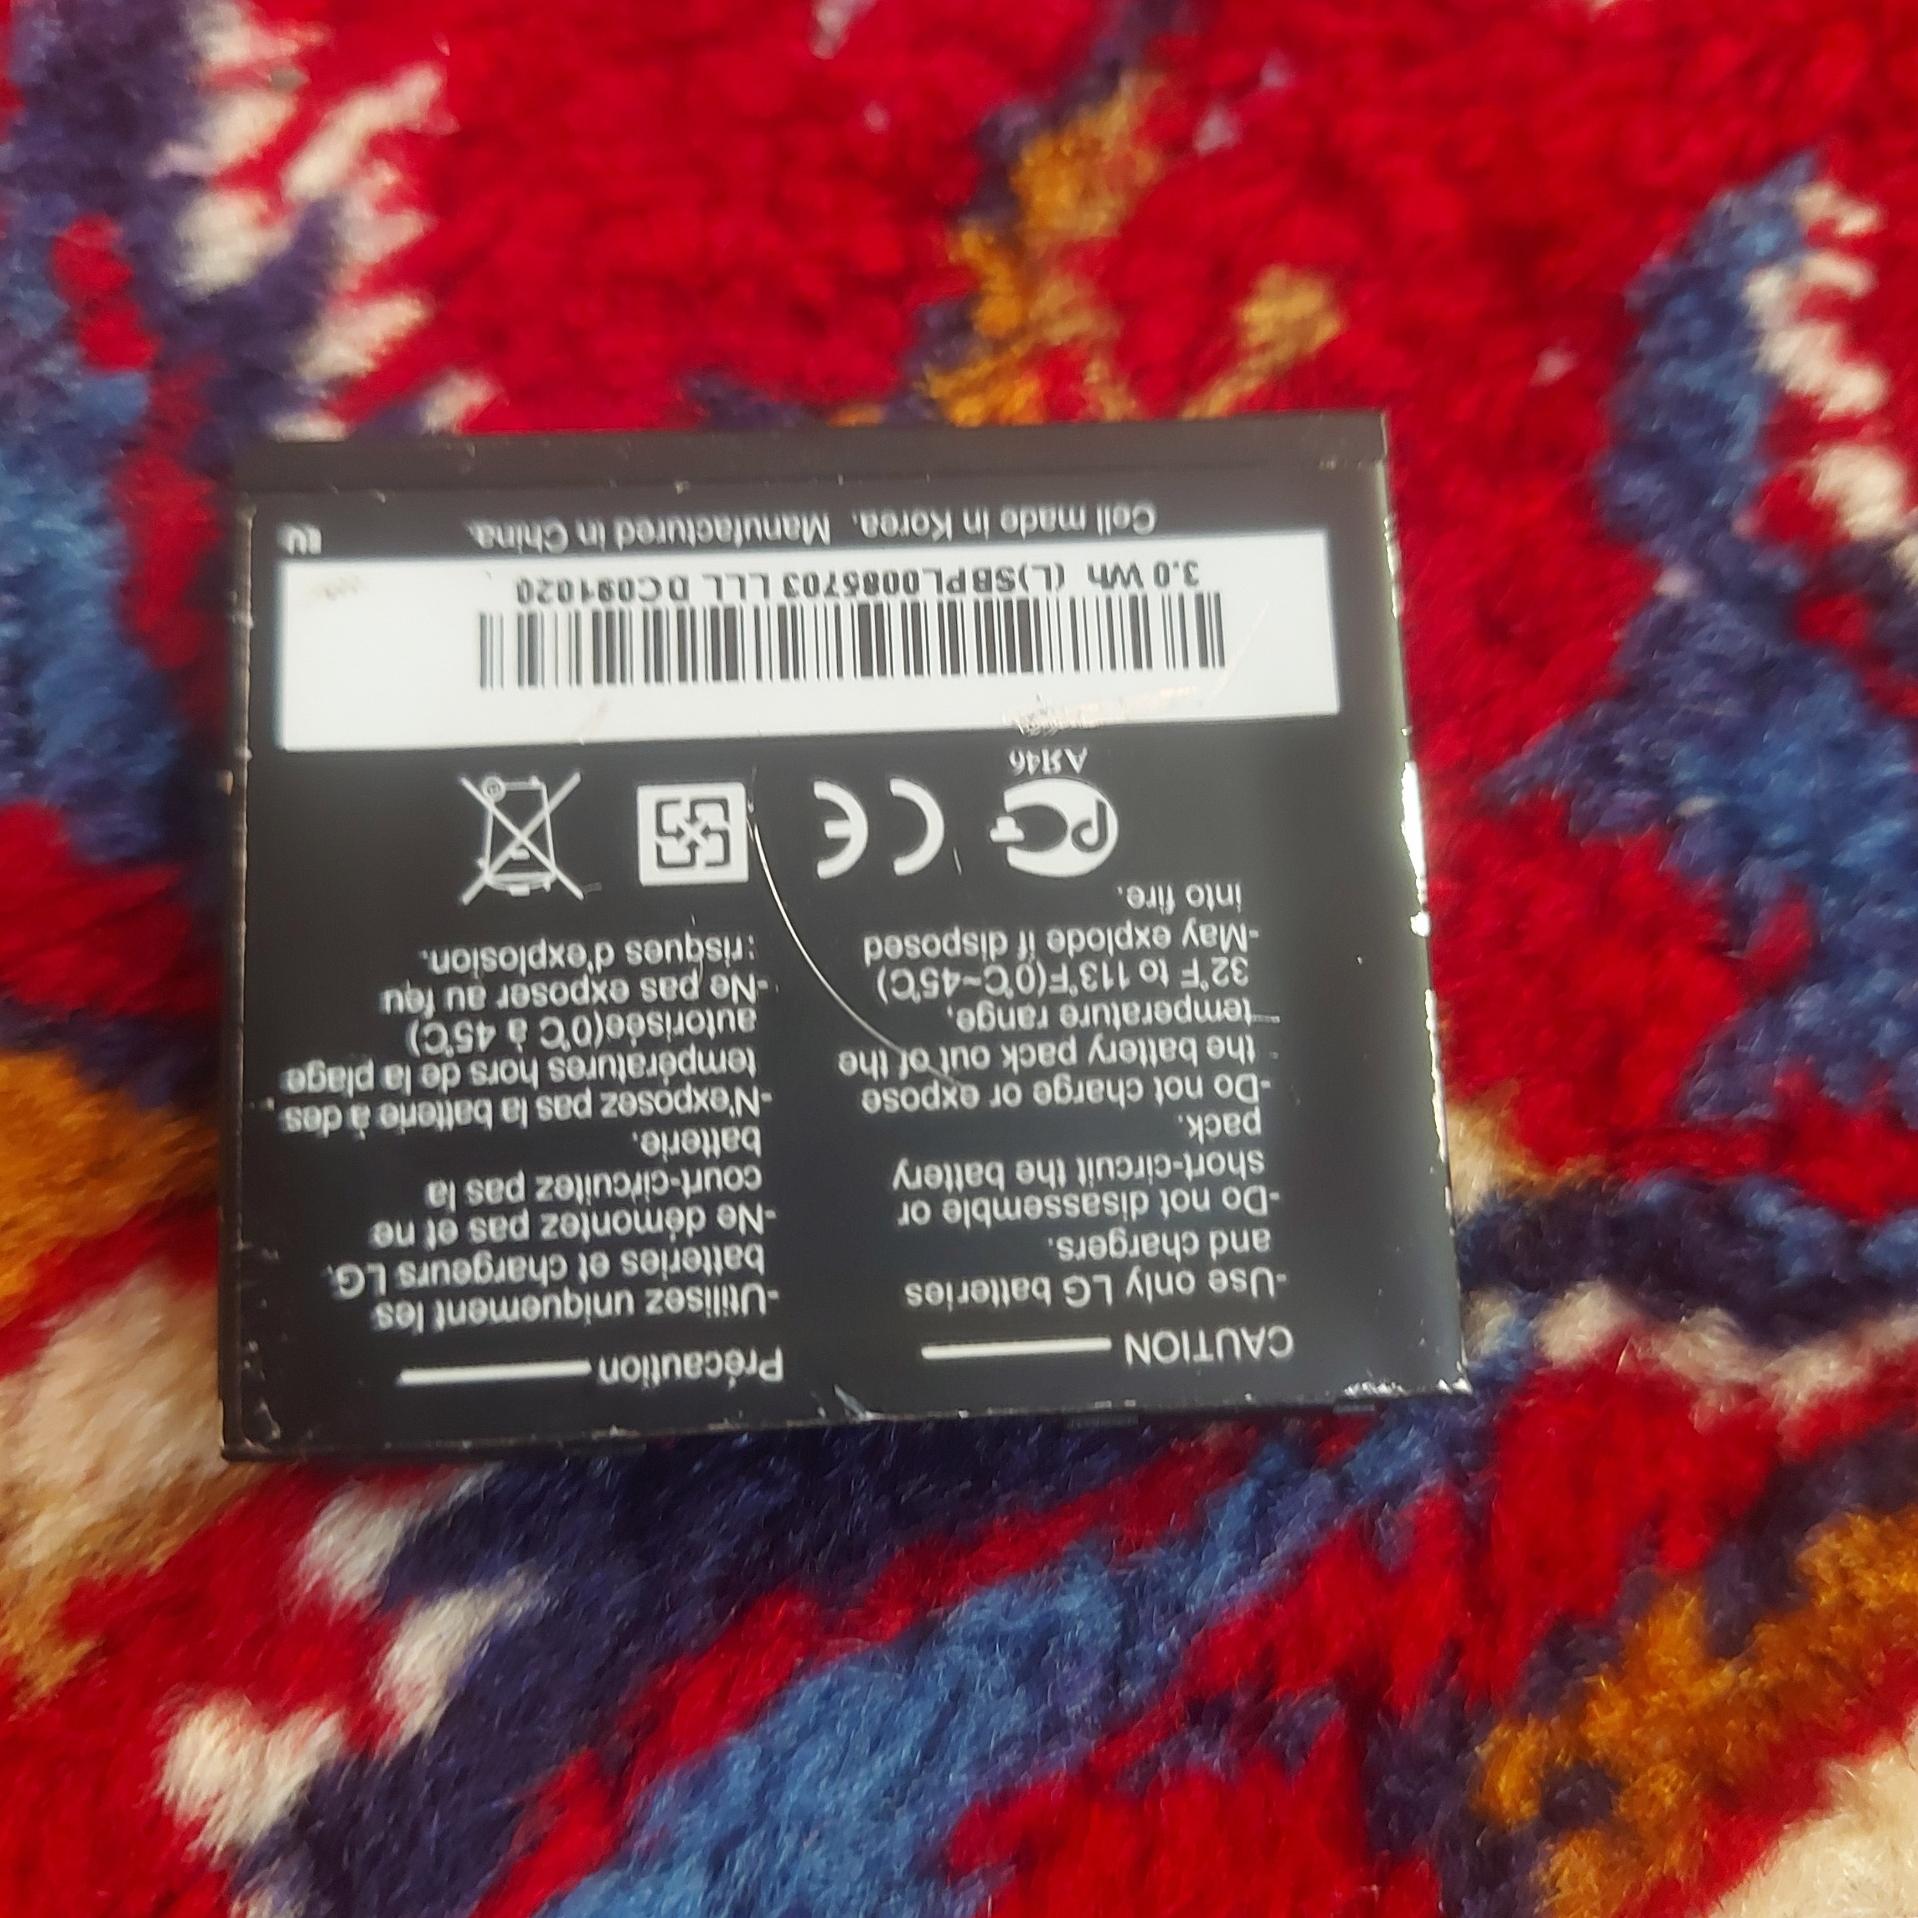 CAUTION
-Use only LG batteries
and chargers.
-Do not disassemble or
short-circuit the battery
pack.
-Do not charge or expose
the battery pack out of the
temperature range.
32°F to 113°F(0°C~45°C)
-May explode if disposed
into fire.
Précaution
-Utilisez uniquement les
batteries et chargeurs LG.
-Ne démontez pas et ne
court-circuitez pas la
batterie.
-N'exposez pas la batterie à des
températures hors de la plage
autorisée(0°C à 45°C)
-Ne pas exposer au feu
:risques d'explosion.
РСТ
АЯ46
CE
3.0 Wh (L)SBPL0085703 LLL DC091020
Cell made in Korea. Manufactured in China.
EU